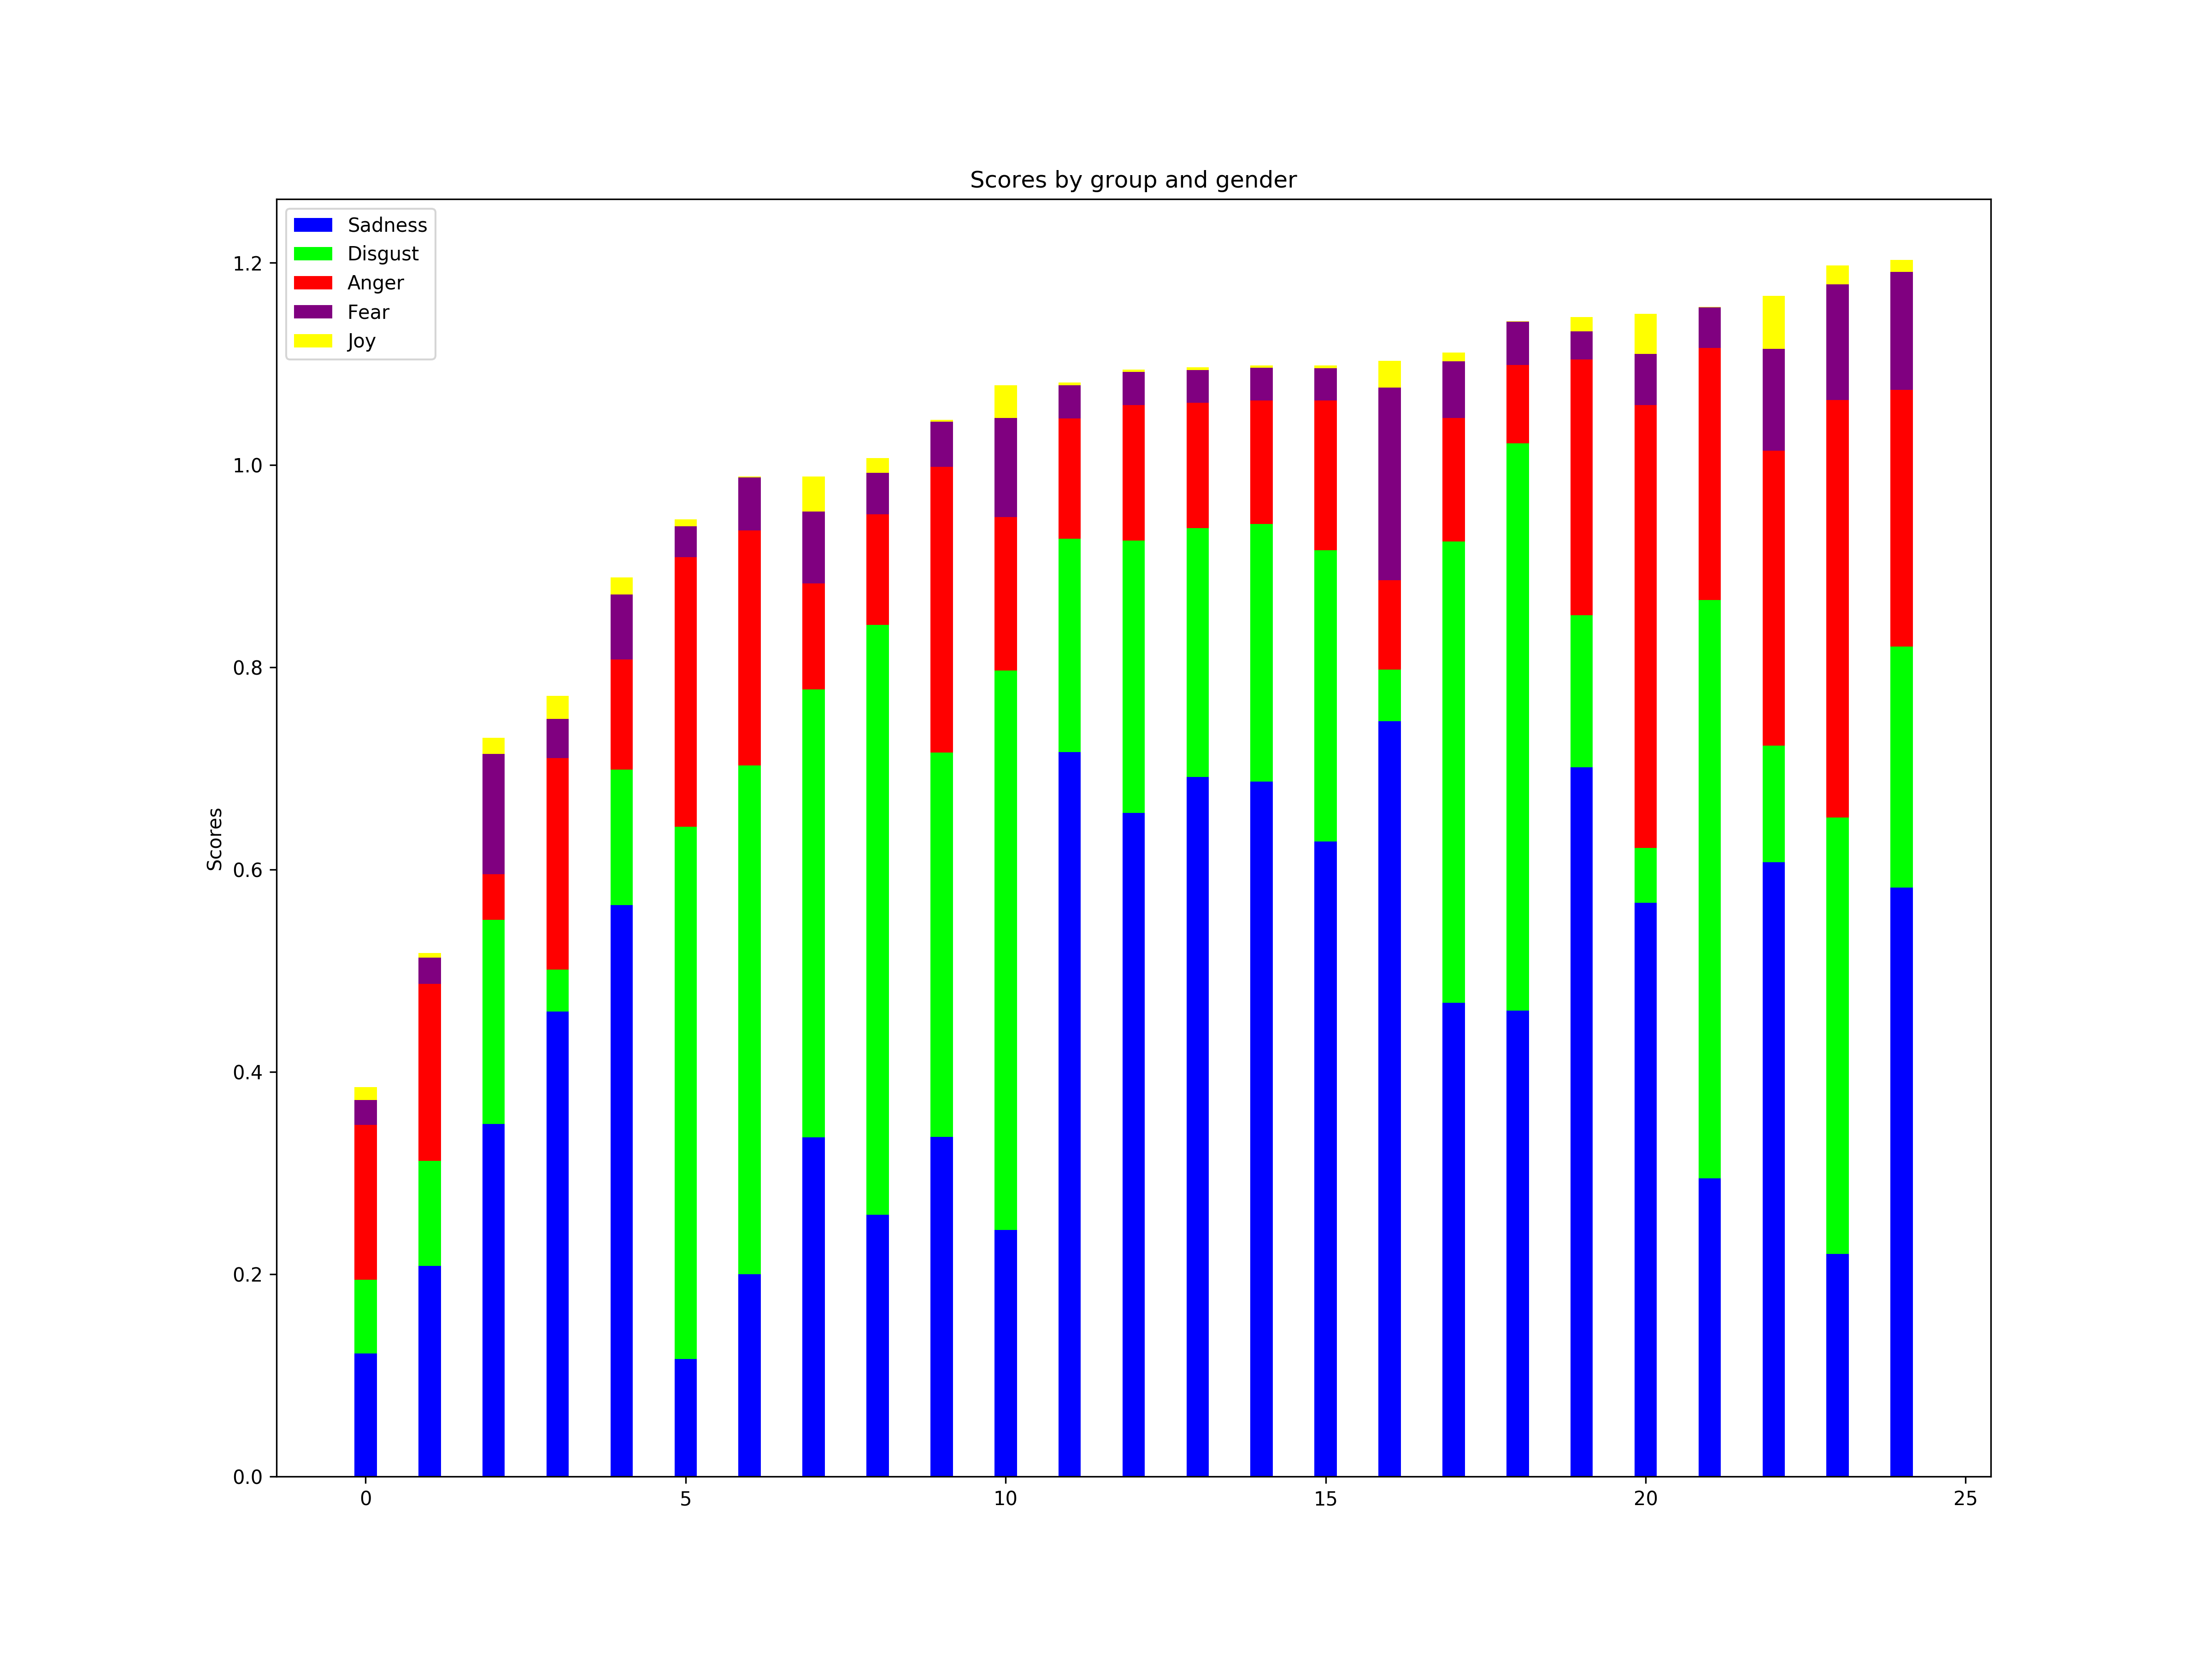 Scores by group and gender
Sadness
Disgust
Anger
Fear
Joy
1.2
1.0
0.8
0.6
0.4
0.2
0.0
Scores
0 5 10 15 20 25